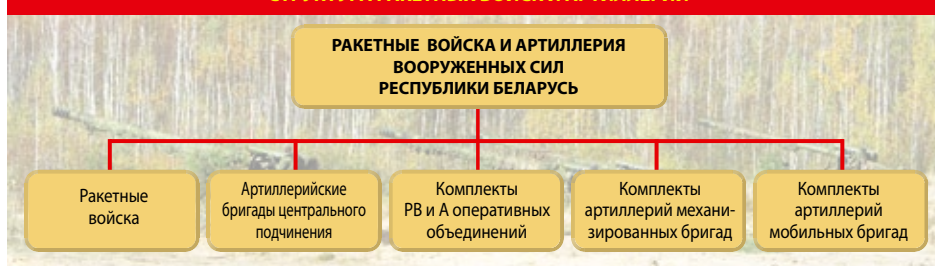 РАКЕТНЫЕ ВОЙСКА И АРТИЛЛЕРИЯ
ВООРУЖЕННЫХ СИЛ
РЕСПУБЛИКИ БЕЛАРУСЬ
Ракетные
войска
Артиллерийские
бригады центрального
подчинения
Комплекты
РВ и А оперативных
объединений
Комплекты
артиллерий механи-
зированных бригад
Комплекты
артиллерий
мобильных бригад